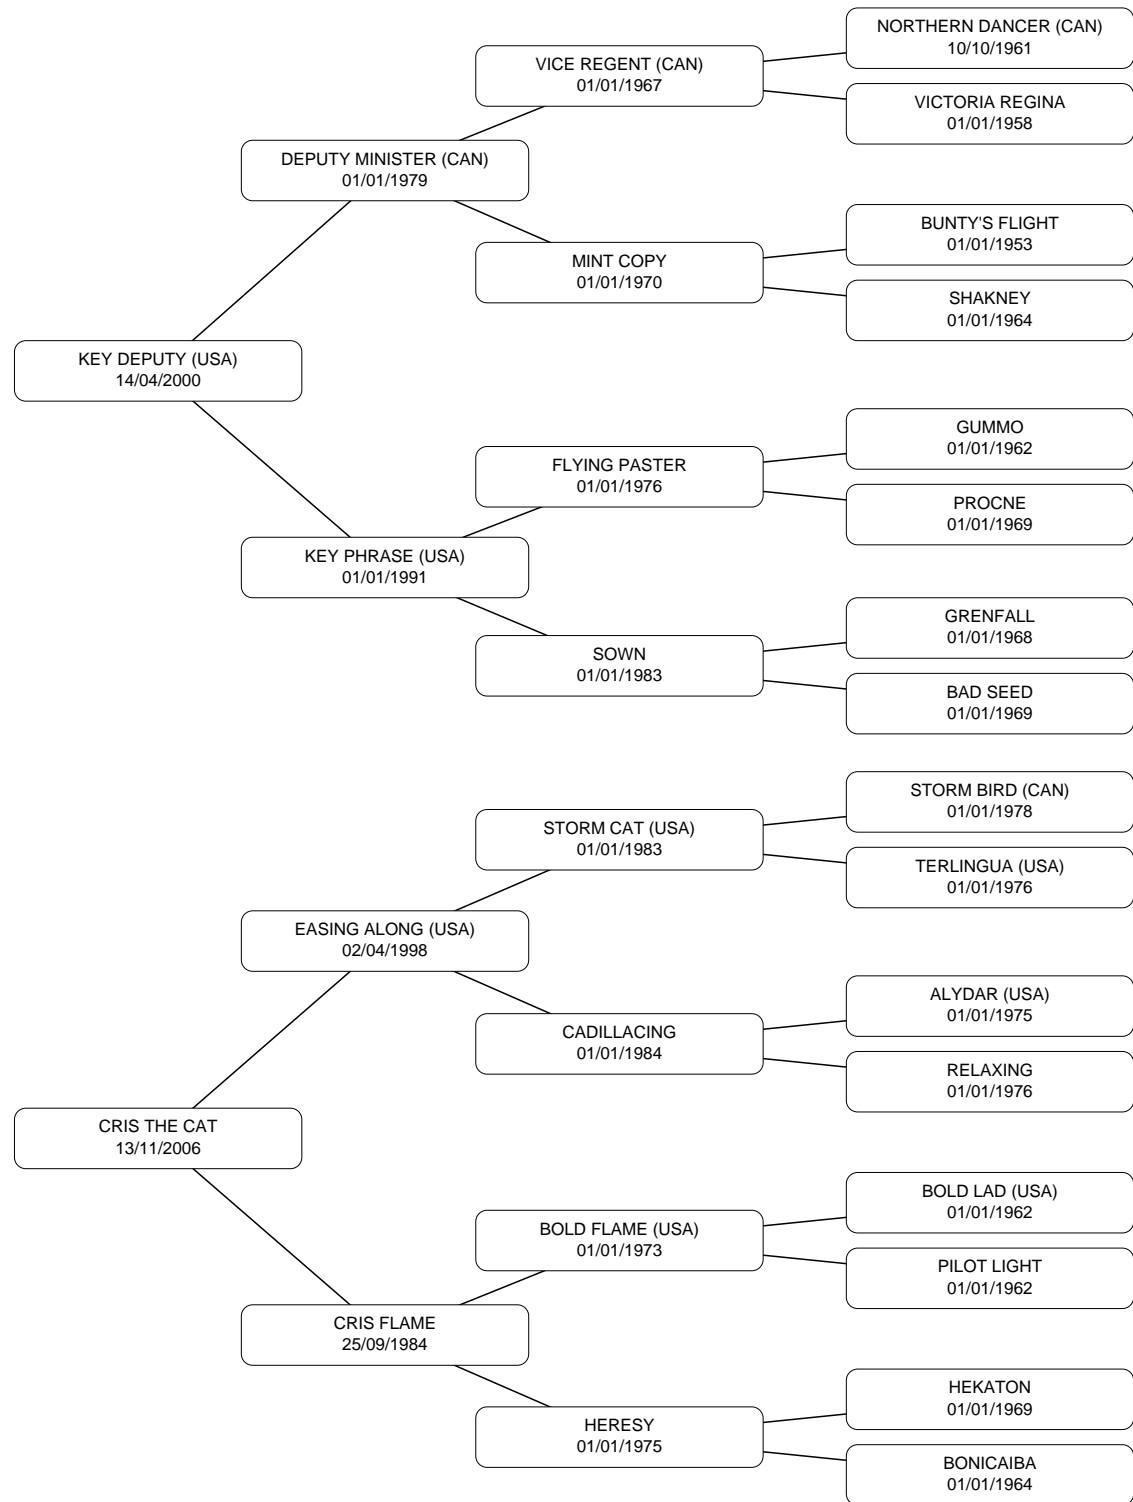 NORTHERN DANCER (CAN)
10/10/1961
VICE REGENT (CAN)
01/01/1967
VICTORIA REGINA
01/01/1958
DEPUTY MINISTER (CAN)
01/01/1979
BUNTY'S FLIGHT
01/01/1953
MINT COPY
01/01/1970
SHAKNEY
01/01/1964
KEY DEPUTY (USA)
14/04/2000
GUMMO
01/01/1962
FLYING PASTER
01/01/1976
PROCNE
01/01/1969
KEY PHRASE (USA)
01/01/1991
GRENFALL
01/01/1968
SOWN
01/01/1983
BAD SEED
01/01/1969
STORM BIRD (CAN)
01/01/1978
STORM CAT (USA)
01/01/1983
TERLINGUA (USA)
01/01/1976
EASING ALONG (USA)
02/04/1998
ALYDAR (USA)
01/01/1975
CADILLACING
01/01/1984
RELAXING
01/01/1976
CRIS THE CAT
13/11/2006
BOLD LAD (USA)
01/01/1962
BOLD FLAME (USA)
01/01/1973
PILOT LIGHT
01/01/1962
CRIS FLAME
25/09/1984
HEKATON
01/01/1969
HERESY
01/01/1975
BONICAIBA
01/01/1964